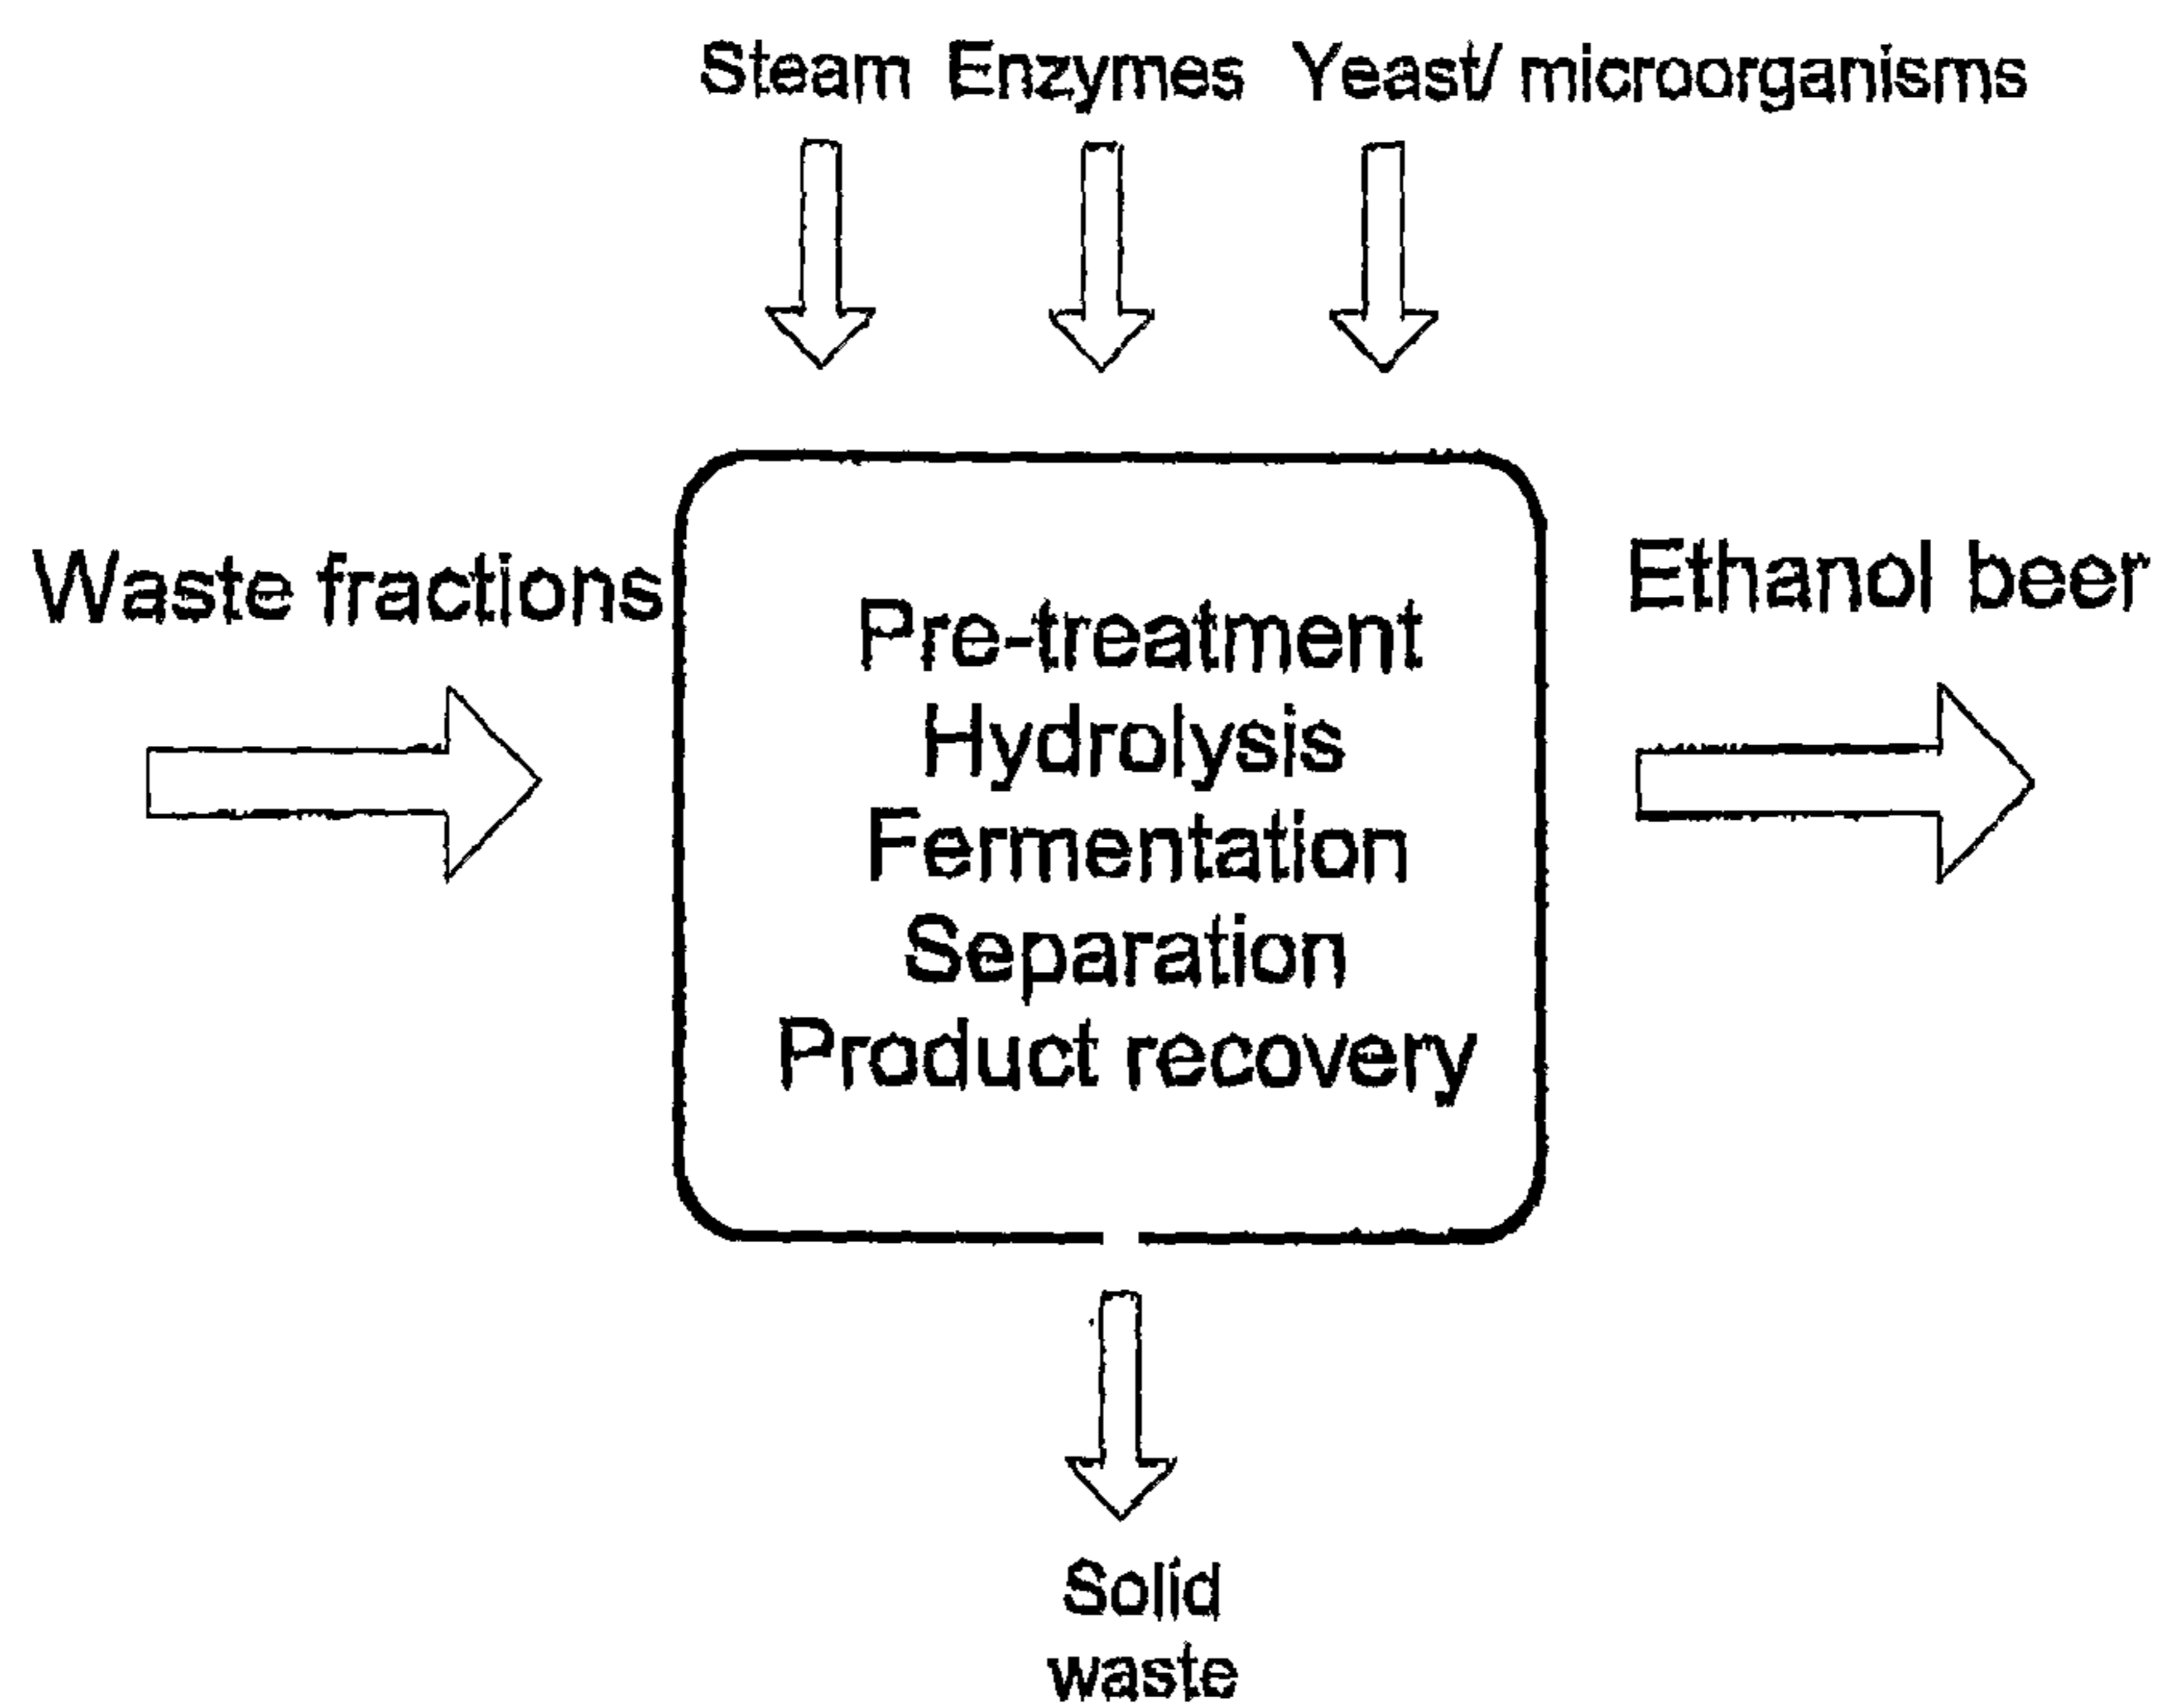 Steam Enzymes Yeast/ microorganisms
Waste fractions
Pre-treatment
Hydrolysis
Fermentation
Separation
Product recovery
Ethanol beer
Solid
waste